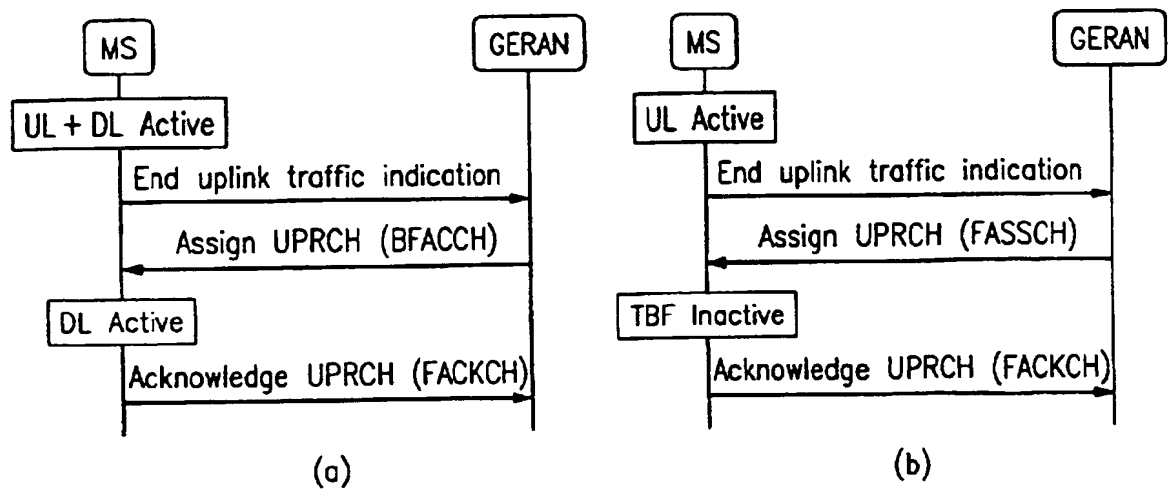 MS
GERAN
UL + DL Active
End uplink traffic indication
Assign UPRCH (BFACCH)
DL Active
Acknowledge UPRCH (FACKCH)
(a)
MS
GERAN
UL Active
End uplink traffic indication
Assign UPRCH (FASSCH)
TBF Inactive
Acknowledge UPRCH (FACKCH)
(b)